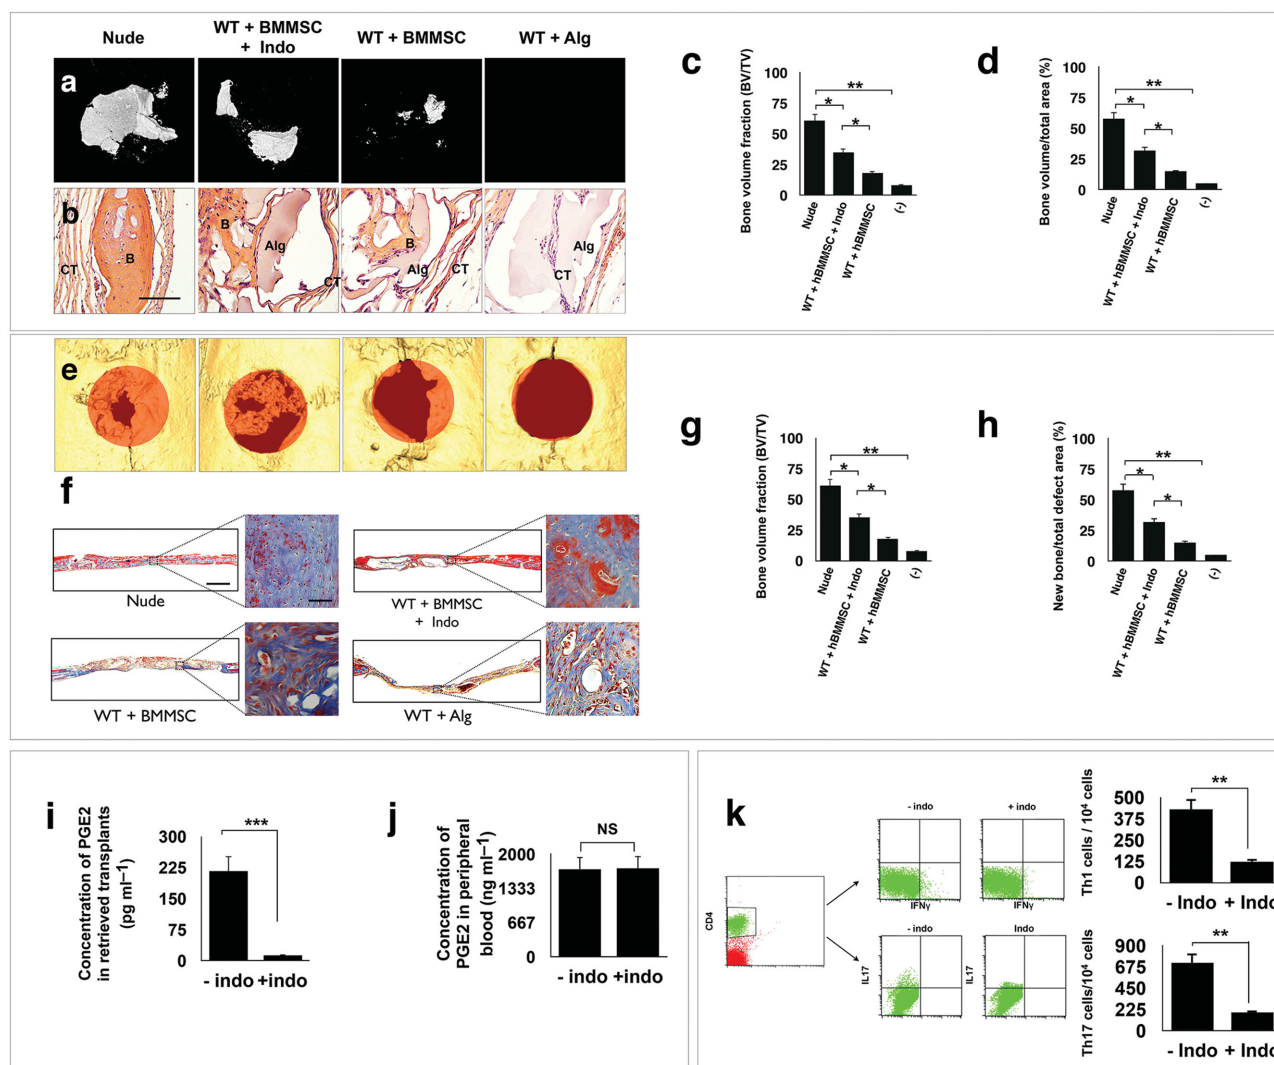 Nude
WT + BMMSC
+ Indo
WT + BMMSC
WT + Alg
a
b
CT
B
B
Alg
CT
B
Alg
CT
Alg
CT
c
Bone volume fraction (BV/TV)
100
75
50
25
0
**
*
*
Nude
WT + hBMMSC + Indo
WT + hBMMSC
(-)
d
Bone volume/total area (%)
100
75
50
25
0
**
*
*
Nude
WT + hBMMSC + Indo
WT + hBMMSC
(-)
e
f
Nude
WT + BMMSC
+ Indo
WT + BMMSC
WT + Alg
g
Bone volume fraction (BV/TV)
100
75
50
25
0
**
*
*
Nude
WT + hBMMSC + Indo
WT + hBMMSC
(-)
h
New bone/total defect area (%)
100
75
50
25
0
**
*
*
Nude
WT + hBMMSC + Indo
WT + hBMMSC
(-)
i
Concentration of PGE2
in retrieved transplants
(pg ml−1)
300
225
150
75
0
***
- indo +indo
j
Concentration of
PGE2 in peripheral
blood (ng ml−1)
2000
1333
667
0
NS
- indo +indo
k
CD4
- indo
+ indo
IFNγ
IFNγ
- indo
Indo
IL17
IL17
Th1 cells / 10⁴ cells
500
375
250
125
0
**
- Indo + Indo
Th17 cells/10⁴ cells
900
675
450
225
0
**
- Indo + Indo